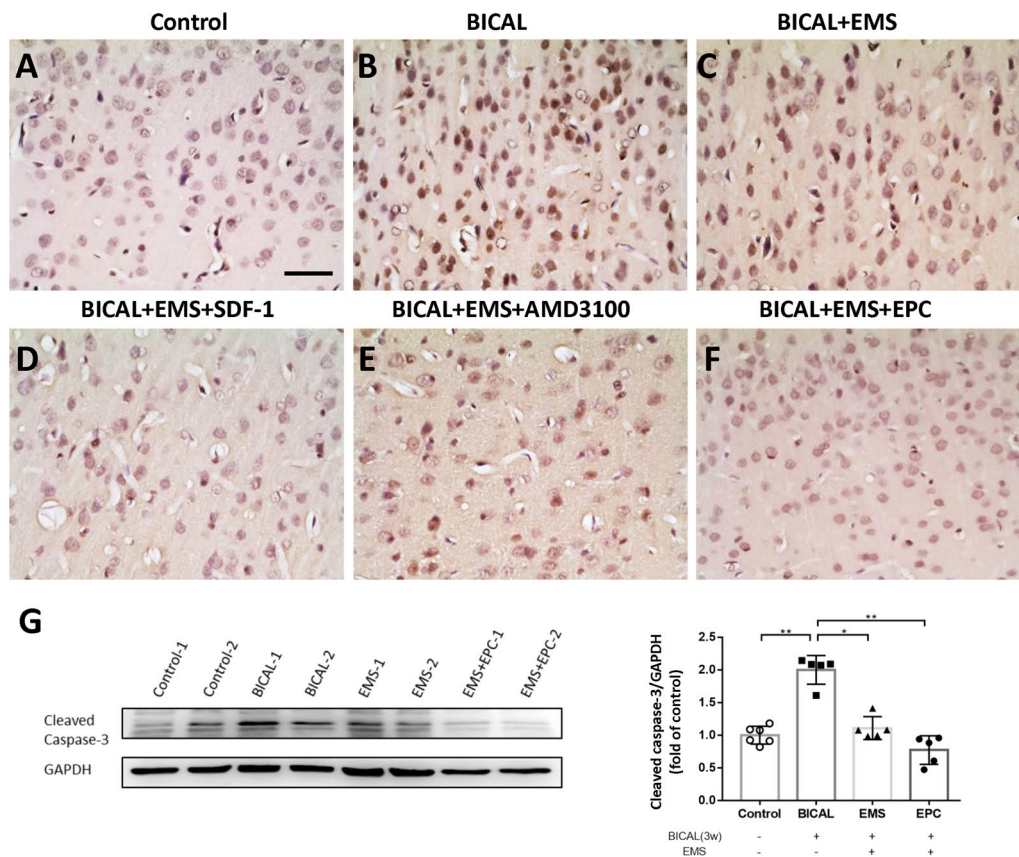 Control
BICAL
BICAL+EMS
A
B
C
BICAL+EMS+SDF-1
BICAL+EMS+AMD3100
BICAL+EMS+EPC
D
E
F
G
Control-1
Control-2
BICAL-1
BICAL-2
EMS-1
EMS-2
EMS+EPC-1
EMS+EPC-2
Cleaved
Caspase-3
GAPDH
Cleaved caspase-3/GAPDH
(fold of control)
2.5
2.0
1.5
1.0
0.5
0.0
**
*
**
Control BICAL EMS EPC
BICAL(3w) - + + +
EMS - - + +